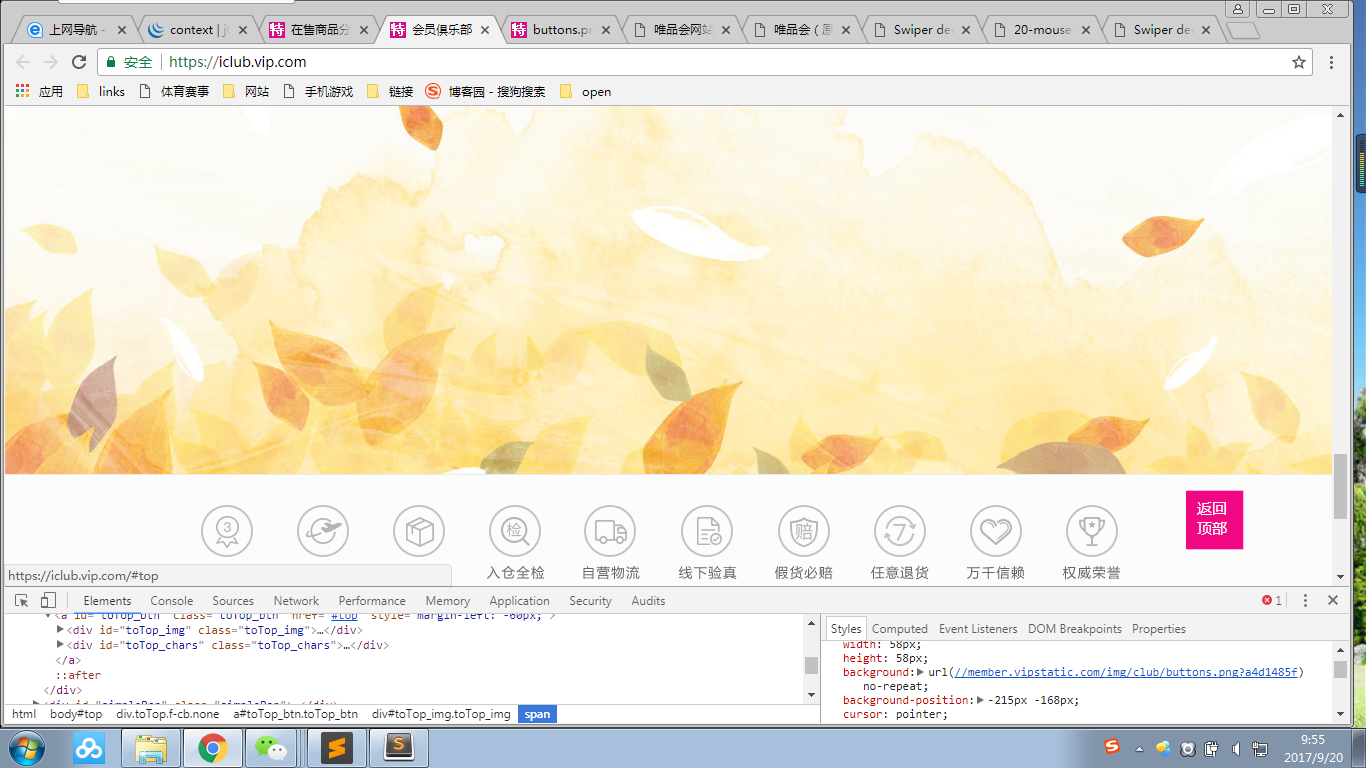 上网导航 -
context | j
在售商品分
会员俱乐部
buttons.pn
唯品会网站
唯品会（原
Swiper de
20-mouse
Swiper de
安全
https://iclub.vip.com
应用
links
体育赛事
网站
手机游戏
链接
博客园 - 搜狗搜索
open
3
检
赔
7
返回
顶部
入仓全检
自营物流
线下验真
假货必赔
任意退货
万千信赖
权威荣誉
https://iclub.vip.com/#top
Elements
Console
Sources
Network
Performance
Memory
Application
Security
Audits
1
<a id="toTop_btn" class="toTop_btn" href="#top" style="margin-left: -60px;">
<div id="toTop_img" class="toTop_img">…</div>
<div id="toTop_chars" class="toTop_chars">…</div>
</a>
::after
</div>
html
body#top
div.toTop.f-cb.none
a#toTop_btn.toTop_btn
div#toTop_img.toTop_img
span
Styles
Computed
Event Listeners
DOM Breakpoints
Properties
width: 58px;
height: 58px;
background: url(//member.vipstatic.com/img/club/buttons.png?a4d1485f)
no-repeat;
background-position: -215px -168px;
cursor: pointer;
9:55
2017/9/20